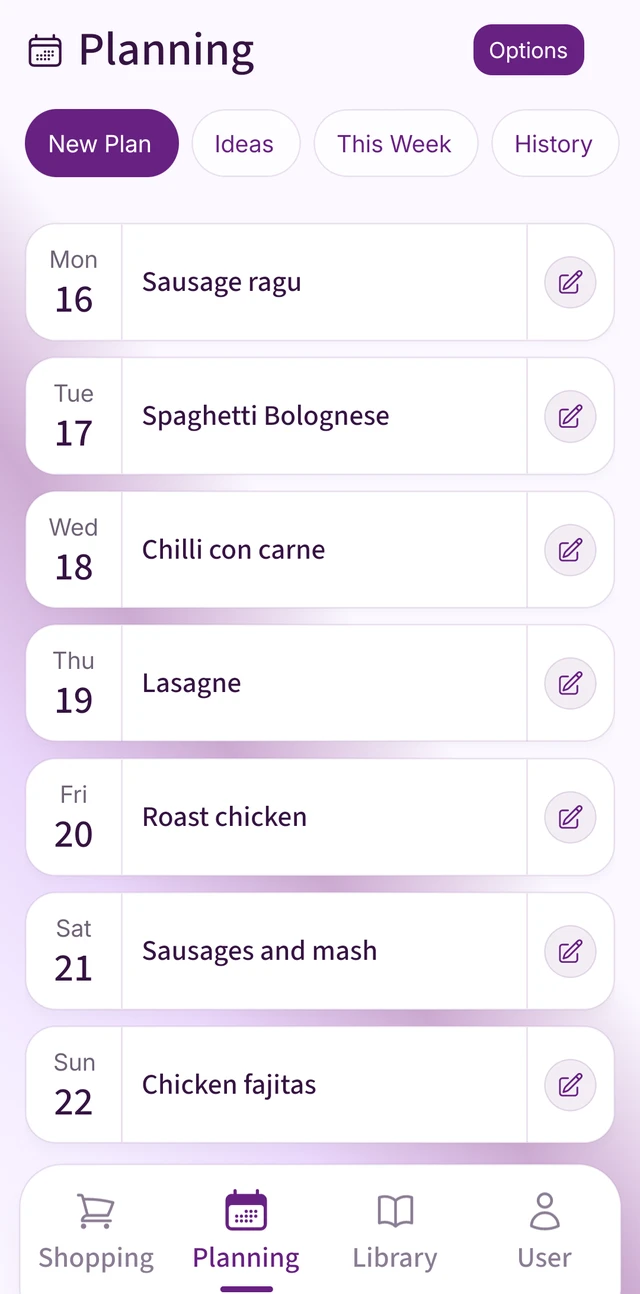 Planning
Options
New Plan
Ideas
This Week
History
Mon
16
Sausage ragu
Tue
17
Spaghetti Bolognese
Wed
18
Chilli con carne
Thu
19
Lasagne
Fri
20
Roast chicken
Sat
21
Sausages and mash
Sun
22
Chicken fajitas
Shopping
Planning
Library
User